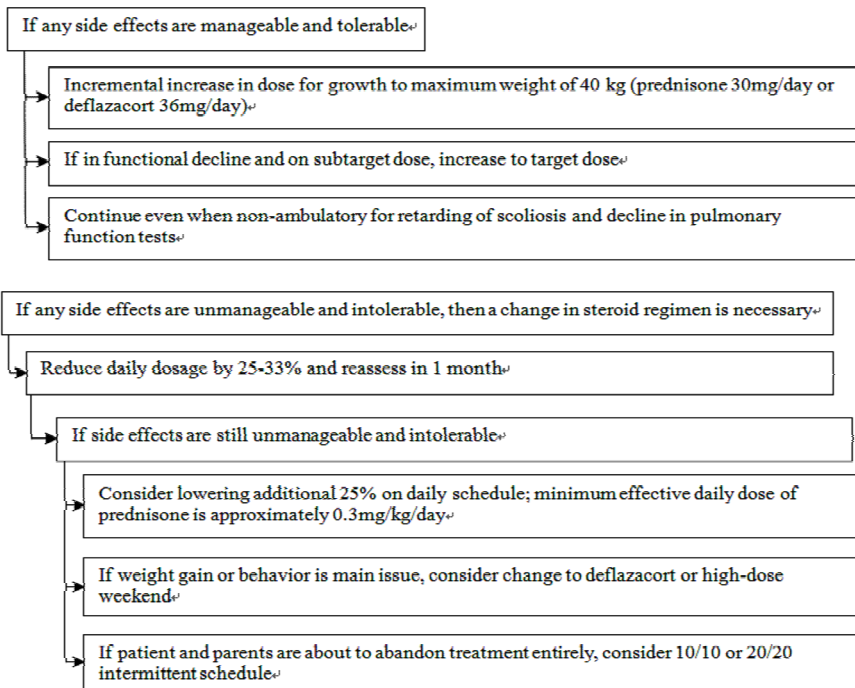 If any side effects are manageable and tolerable↵
Incremental increase in dose for growth to maximum weight of 40 kg (prednisone 30mg/day or
deflazacort 36mg/day)↵
If in functional decline and on subtarget dose, increase to target dose↵
Continue even when non-ambulatory for retarding of scoliosis and decline in pulmonary
function tests↵
If any side effects are unmanageable and intolerable, then a change in steroid regimen is necessary↵
Reduce daily dosage by 25-33% and reassess in 1 month↵
If side effects are still unmanageable and intolerable↵
Consider lowering additional 25% on daily schedule; minimum effective daily dose of
prednisone is approximately 0.3mg/kg/day↵
If weight gain or behavior is main issue, consider change to deflazacort or high-dose
weekend↵
If patient and parents are about to abandon treatment entirely, consider 10/10 or 20/20
intermittent schedule↵